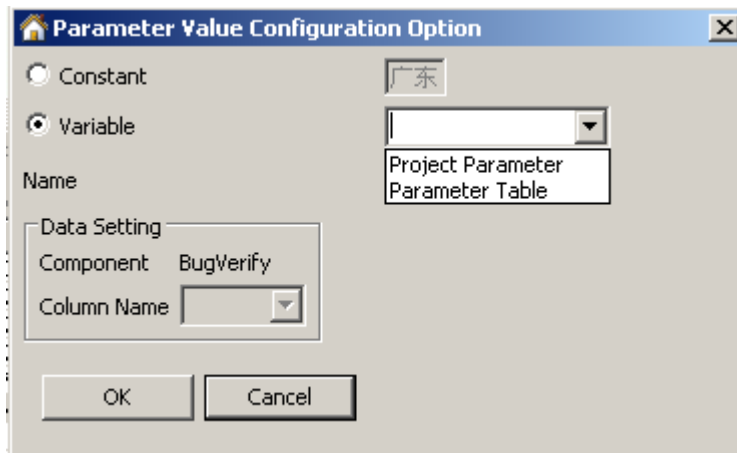 Parameter Value Configuration Option
Constant 广东
Variable
Project Parameter
Parameter Table
Name
Data Setting
Component BugVerify
Column Name
OK Cancel